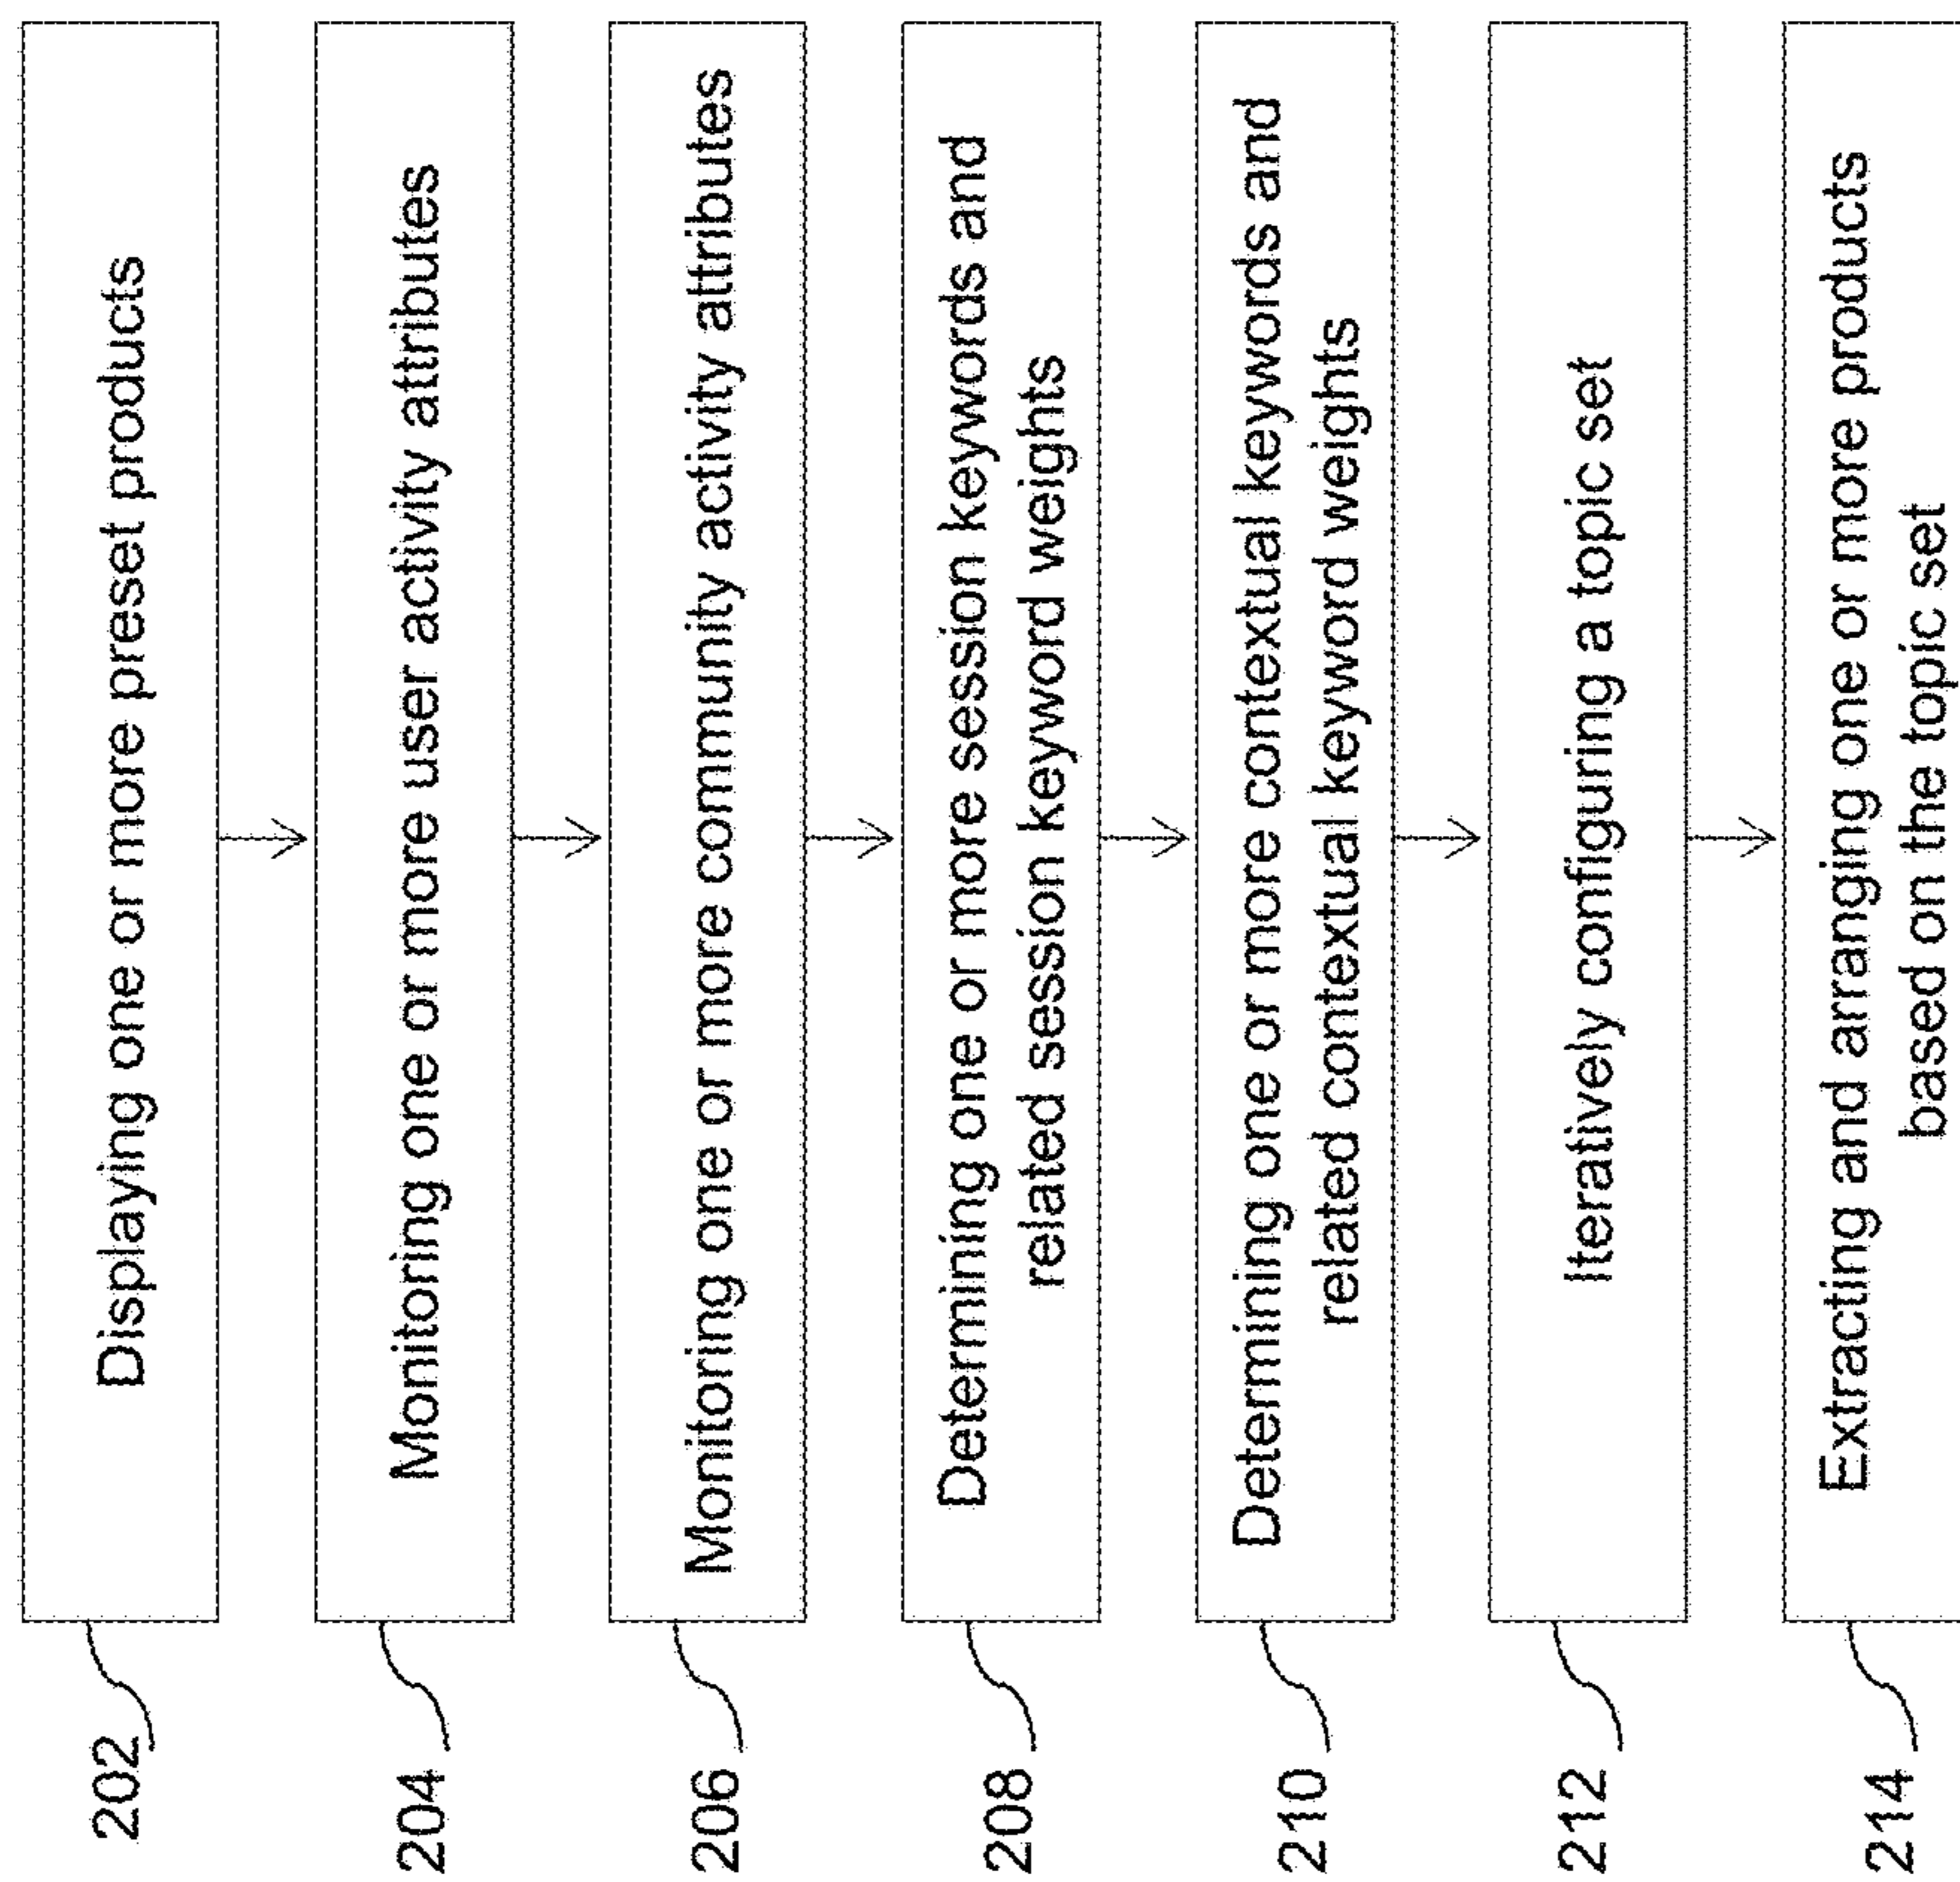 202
Displaying one or more preset products
204
Monitoring one or more user activity attributes
206
Monitoring one or more community activity attributes
208
Determining one or more session keywords and
related session keyword weights
210
Determining one or more contextual keywords and
related contextual keyword weights
212
Iteratively configuring a topic set
214
Extracting and arranging one or more products
based on the topic set